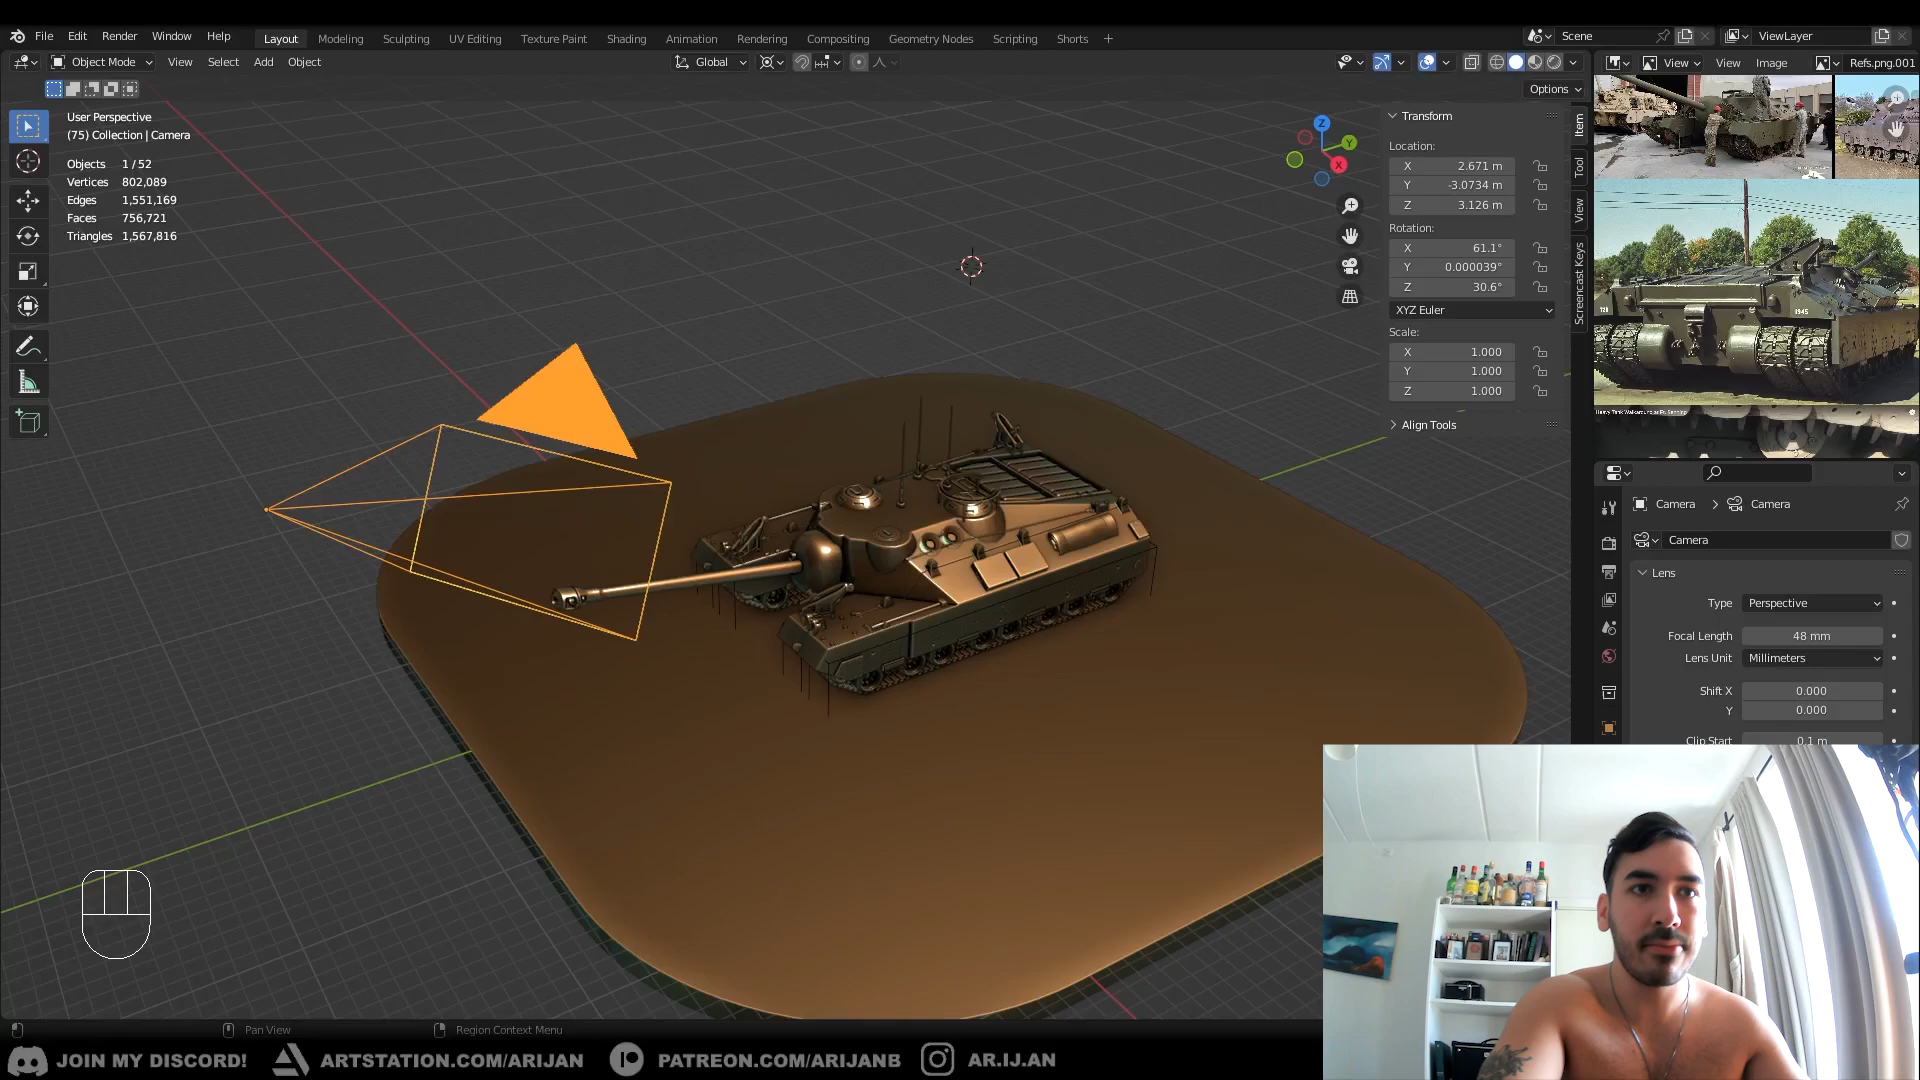 File Edit Render Window Help Layout Modeling Sculpting UV Editing Texture Paint Shading Animation Rendering Compositing Geometry Nodes Scripting Shorts + Scene ViewLayer
Object Mode View Select Add Object Global View View Image Refs.png.001
Options
User Perspective
(75) Collection | Camera
Objects 1 / 52
Vertices 802,089
Edges 1,551,169
Faces 756,721
Triangles 1,567,816
Z
Y
X
Transform
Location:
X 2.671 m
Y -3.0734 m
Z 3.126 m
Rotation:
X 61.1°
Y 0.000039°
Z 30.6°
XYZ Euler
Scale:
X 1.000
Y 1.000
Z 1.000
Align Tools
Item
Tool
View
Screencast Keys
1945
Camera > Camera
Camera
Lens
Type Perspective
Focal Length 48 mm
Lens Unit Millimeters
Shift X 0.000
Y 0.000
Clip Start 0.1 m
Pan View Region Context Menu
JOIN MY DISCORD! ARTSTATION.COM/ARIJAN PATREON.COM/ARIJANB AR.IJ.AN